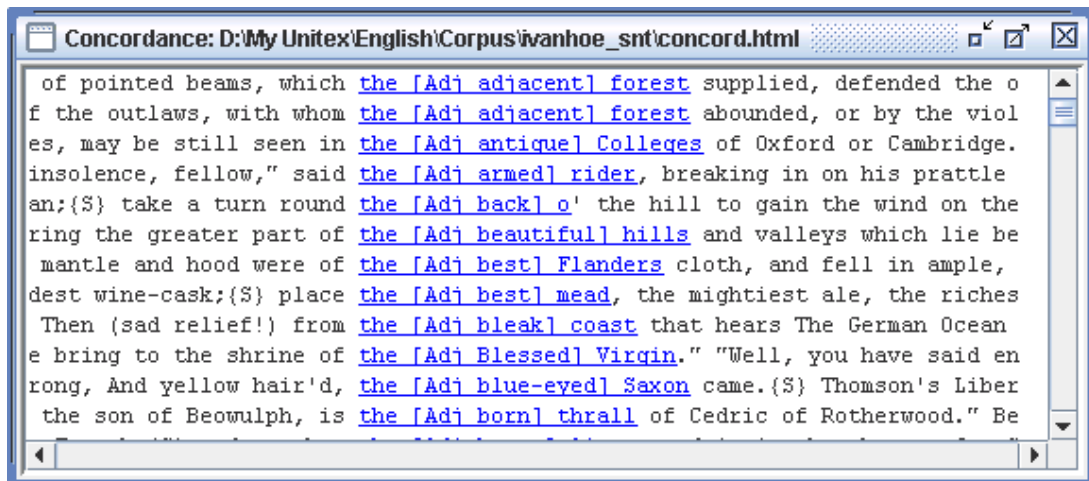 Concordance: D:\My Unitex\English\Corpus\ivanhoe_snt\concord.html
of pointed beams, which the [Adj adjacent] forest supplied, defended the o
f the outlaws, with whom the [Adj adjacent] forest abounded, or by the viol
es, may be still seen in the [Adj antique] Colleges of Oxford or Cambridge.
insolence, fellow," said the [Adj armed] rider, breaking in on his prattle
an;{S} take a turn round the [Adj back] o' the hill to gain the wind on the
ring the greater part of the [Adj beautiful] hills and valleys which lie be
mantle and hood were of the [Adj best] Flanders cloth, and fell in ample,
dest wine-cask;{S} place the [Adj best] mead, the mightiest ale, the riches
Then (sad relief!) from the [Adj bleak] coast that hears The German Ocean
e bring to the shrine of the [Adj Blessed] Virgin." "Well, you have said en
rong, And yellow hair'd, the [Adj blue-eyed] Saxon came.{S} Thomson's Liber
the son of Beowulph, is the [Adj born] thrall of Cedric of Rotherwood." Be